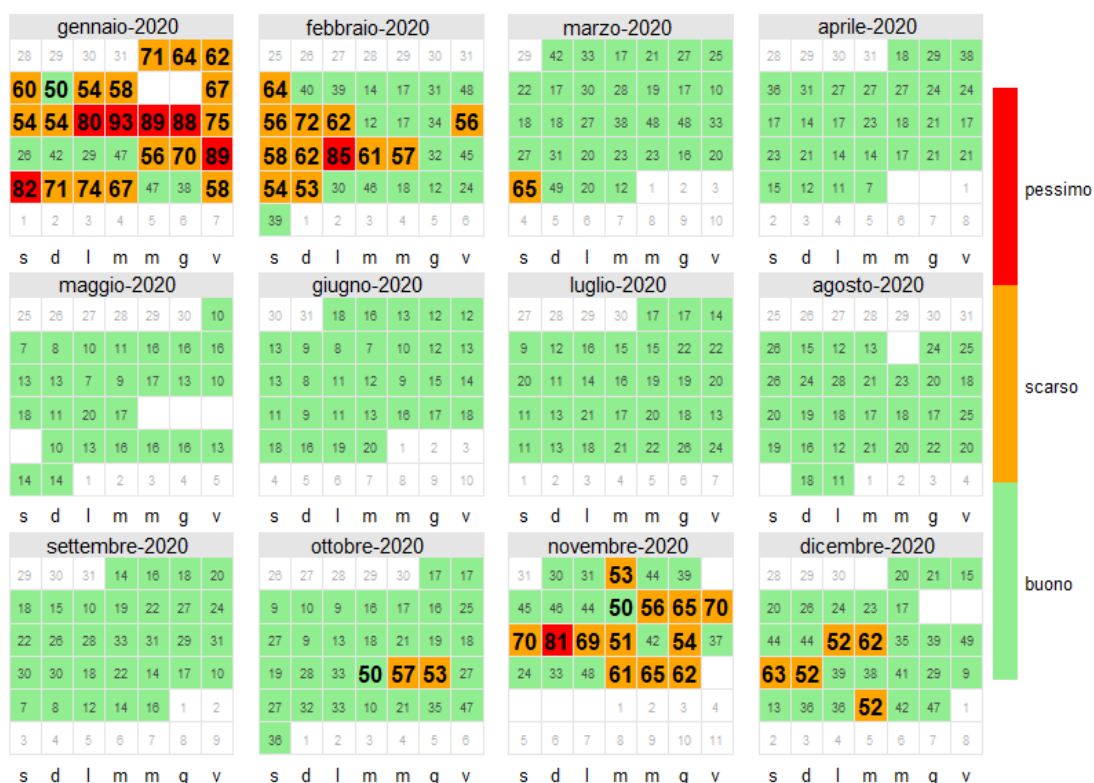 gennaio-2020 febbraio-2020 marzo-2020 aprile-2020
28 29 30 31 71 64 62 25 26 27 28 29 30 31 29 42 33 17 21 27 25 28 29 30 31 18 29 38
60 50 54 58 67 64 40 39 14 17 31 48 22 17 30 28 19 17 10 36 31 27 27 27 24 24
54 54 80 93 89 88 75 56 72 62 12 17 34 56 18 18 27 38 48 48 33 17 14 17 23 18 21 17
26 42 29 47 56 70 89 58 62 85 61 57 32 45 27 31 20 23 23 16 20 23 21 14 14 17 21 21
82 71 74 67 47 38 58 54 53 30 46 18 12 24 65 49 20 12 1 2 3 15 12 11 7 1
1 2 3 4 5 6 7 39 1 2 3 4 5 6 4 5 6 7 8 9 10 2 3 4 5 6 7 8
s d l m m g v s d l m m g v s d l m m g v s d l m m g v
maggio-2020 giugno-2020 luglio-2020 agosto-2020
25 26 27 28 29 30 10 30 31 18 16 13 12 12 27 28 29 30 17 17 14 25 26 27 28 29 30 31
7 8 10 11 16 16 16 13 9 8 7 10 12 13 9 12 16 15 15 22 22 26 15 12 13 24 25
13 13 7 9 17 13 10 13 8 11 12 9 15 14 20 11 14 16 19 19 20 26 24 28 21 23 20 18
18 11 20 17 11 9 11 13 16 17 18 11 13 21 17 20 18 13 20 19 18 17 18 17 25
10 13 16 16 16 13 18 16 19 20 1 2 3 11 13 18 21 22 26 24 19 16 12 21 20 22 20
14 14 1 2 3 4 5 4 5 6 7 8 9 10 1 2 3 4 5 6 7 18 11 1 2 3 4
s d l m m g v s d l m m g v s d l m m g v s d l m m g v
settembre-2020 ottobre-2020 novembre-2020 dicembre-2020
29 30 31 14 16 18 20 26 27 28 29 30 17 17 31 30 31 53 44 39 28 29 30 20 21 15
18 15 10 19 22 27 24 9 10 9 16 17 16 25 45 46 44 50 56 65 70 20 26 24 23 17
22 26 28 33 31 29 31 27 9 13 18 21 19 18 70 81 69 51 42 54 37 44 44 52 62 35 39 49
30 30 18 22 14 17 10 19 28 33 50 57 53 27 24 33 48 61 65 62 63 52 39 38 41 29 9
7 8 12 14 16 1 2 27 32 33 10 21 35 47 1 2 3 4 13 36 36 52 42 47 1
3 4 5 6 7 8 9 36 1 2 3 4 5 6 5 6 7 8 9 10 11 2 3 4 5 6 7 8
s d l m m g v s d l m m g v s d l m m g v s d l m m g v
pessimo
scarso
buono